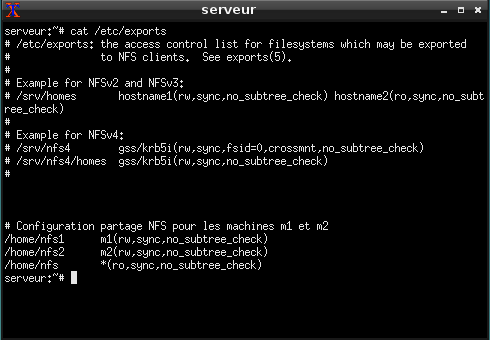 serveur
serveur:~# cat /etc/exports
# /etc/exports: the access control list for filesystems which may be exported
#               to NFS clients.  See exports(5).
#
# Example for NFSv2 and NFSv3:
# /srv/homes       hostname1(rw,sync,no_subtree_check) hostname2(ro,sync,no_subt
ree_check)
#
# Example for NFSv4:
# /srv/nfs4        gss/krb5i(rw,sync,fsid=0,crossmnt,no_subtree_check)
# /srv/nfs4/homes  gss/krb5i(rw,sync,no_subtree_check)
#
# Configuration partage NFS pour les machines m1 et m2
/home/nfs1      m1(rw,sync,no_subtree_check)
/home/nfs2      m2(rw,sync,no_subtree_check)
/home/nfs       *(ro,sync,no_subtree_check)
serveur:~#